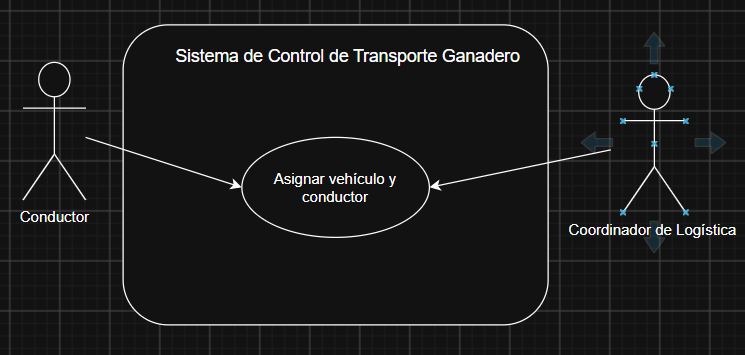 Sistema de Control de Transporte Ganadero
Asignar vehículo y
conductor
Conductor
Coordinador de Logística